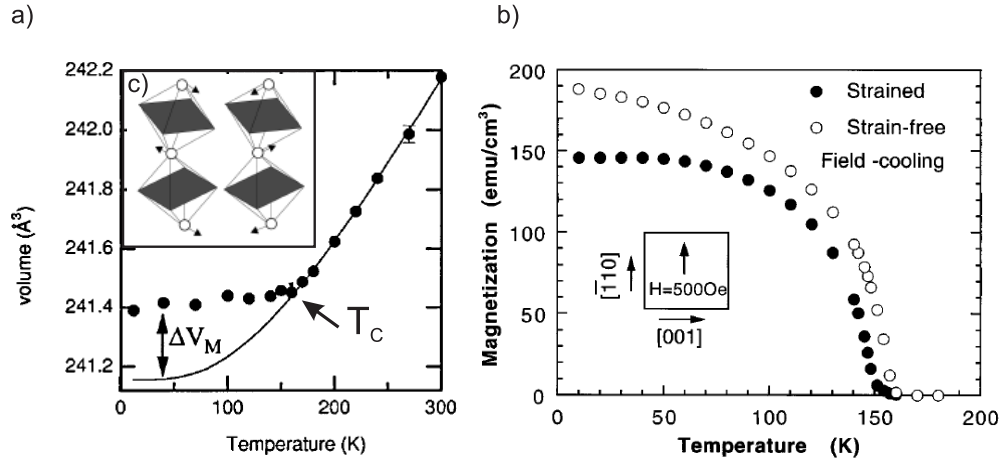 a)
b)
242.2
242.0
241.8
241.6
241.4
241.2
volume (Å³)
c)
ΔV_M
T_C
0
100
200
300
Temperature (K)
200
150
100
50
0
Magnetization (emu/cm³)
Strained
Strain-free
Field -cooling
[1̅10]
H=500Oe
[001]
0
50
100
150
200
Temperature (K)